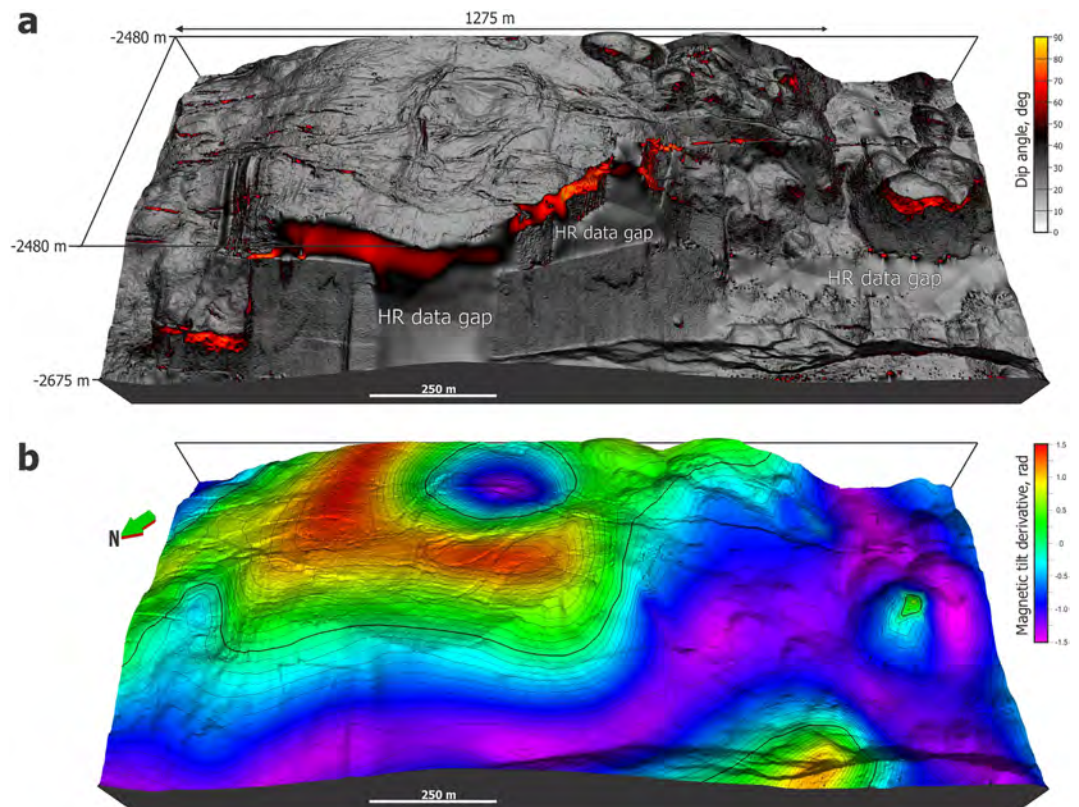 a
1275 m
-2480 m
90
80
70
60
50
40
30
20
10
0
Dip angle, deg
-2480 m
HR data gap
HR data gap
HR data gap
-2675 m
250 m
b
1.5
1.0
0.5
0
-0.5
-1.0
-1.5
Magnetic tilt derivative, rad
N
250 m